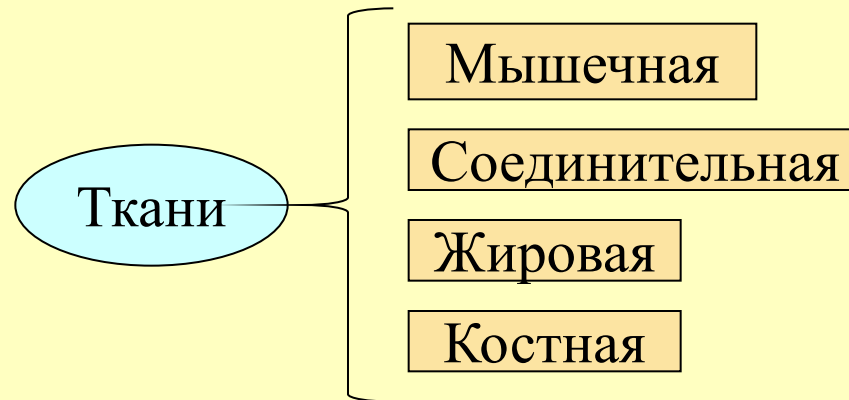 Мышечная
Соединительная
Ткани
Жировая
Костная